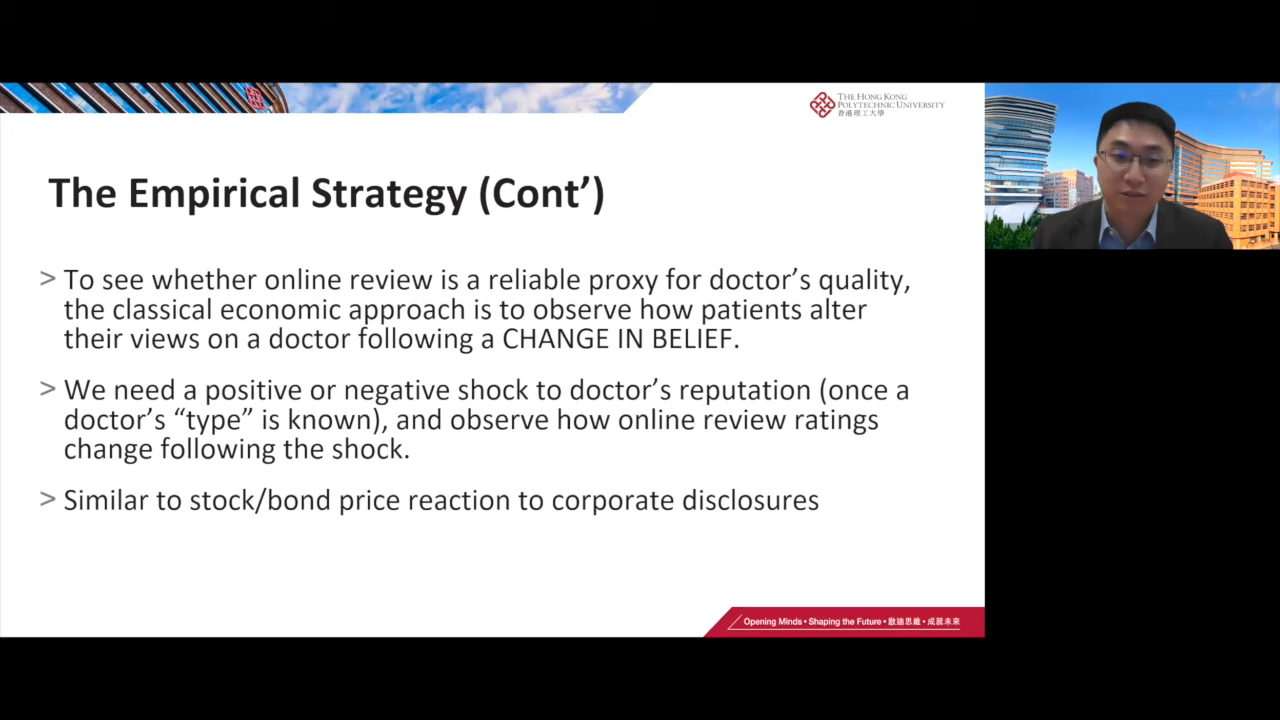 THE HONG KONG
POLYTECHNIC UNIVERSITY
香港理工大學
The Empirical Strategy (Cont’)
> To see whether online review is a reliable proxy for doctor’s quality,
the classical economic approach is to observe how patients alter
their views on a doctor following a CHANGE IN BELIEF.
> We need a positive or negative shock to doctor’s reputation (once a
doctor’s “type” is known), and observe how online review ratings
change following the shock.
> Similar to stock/bond price reaction to corporate disclosures
Opening Minds • Shaping the Future • 啟迪思維 • 成就未來